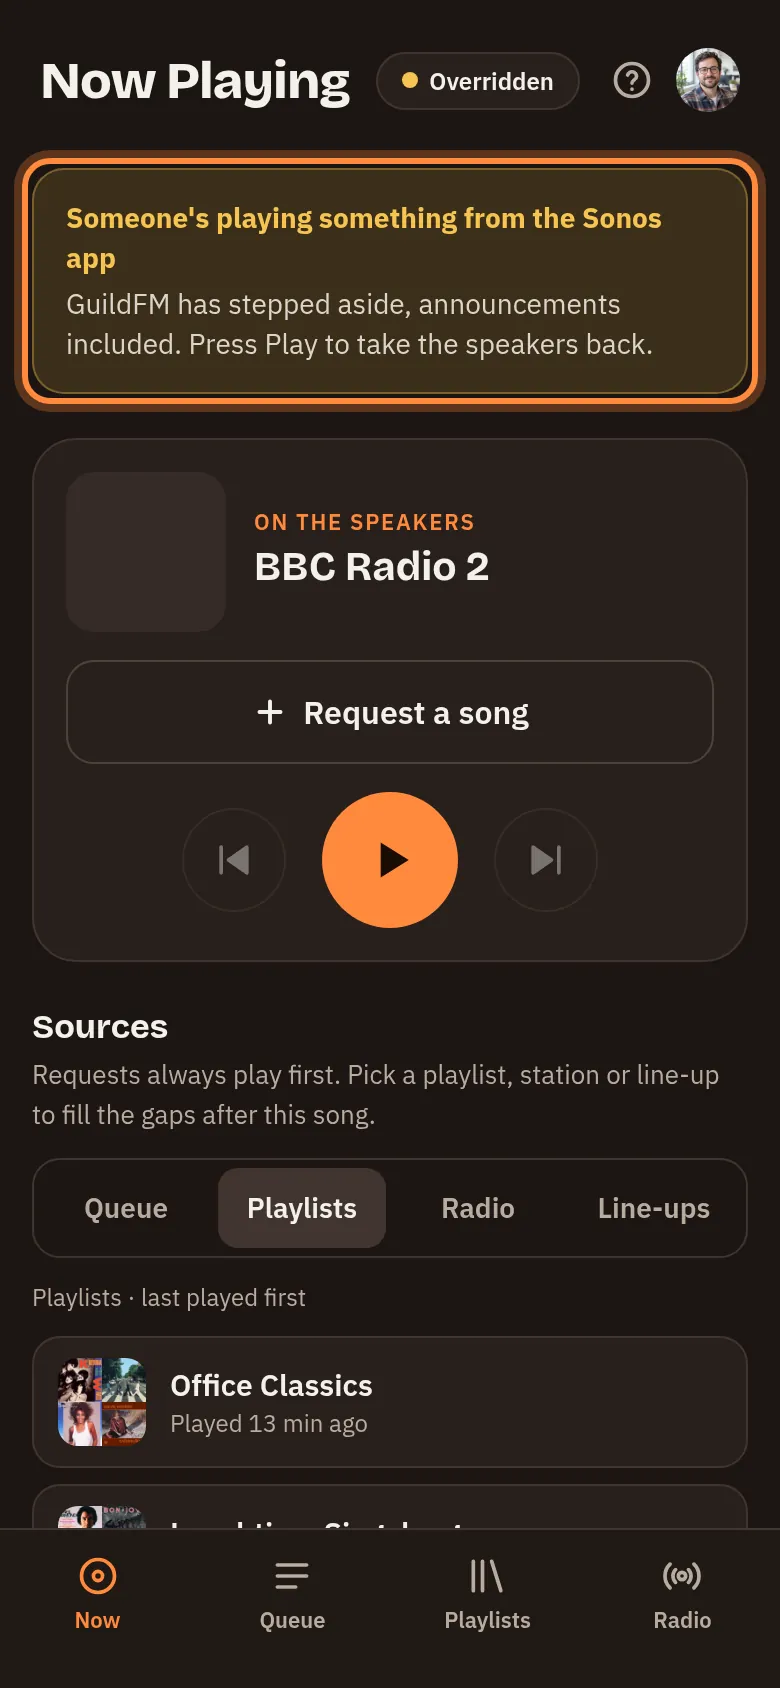 Now Playing
Overridden
Someone's playing something from the Sonos
app
GuildFM has stepped aside, announcements
included. Press Play to take the speakers back.
ON THE SPEAKERS
BBC Radio 2
Request a song
Sources
Requests always play first. Pick a playlist, station or line-up
to fill the gaps after this song.
Queue Playlists Radio Line-ups
Playlists · last played first
Office Classics
Played 13 min ago
Now Queue Playlists Radio